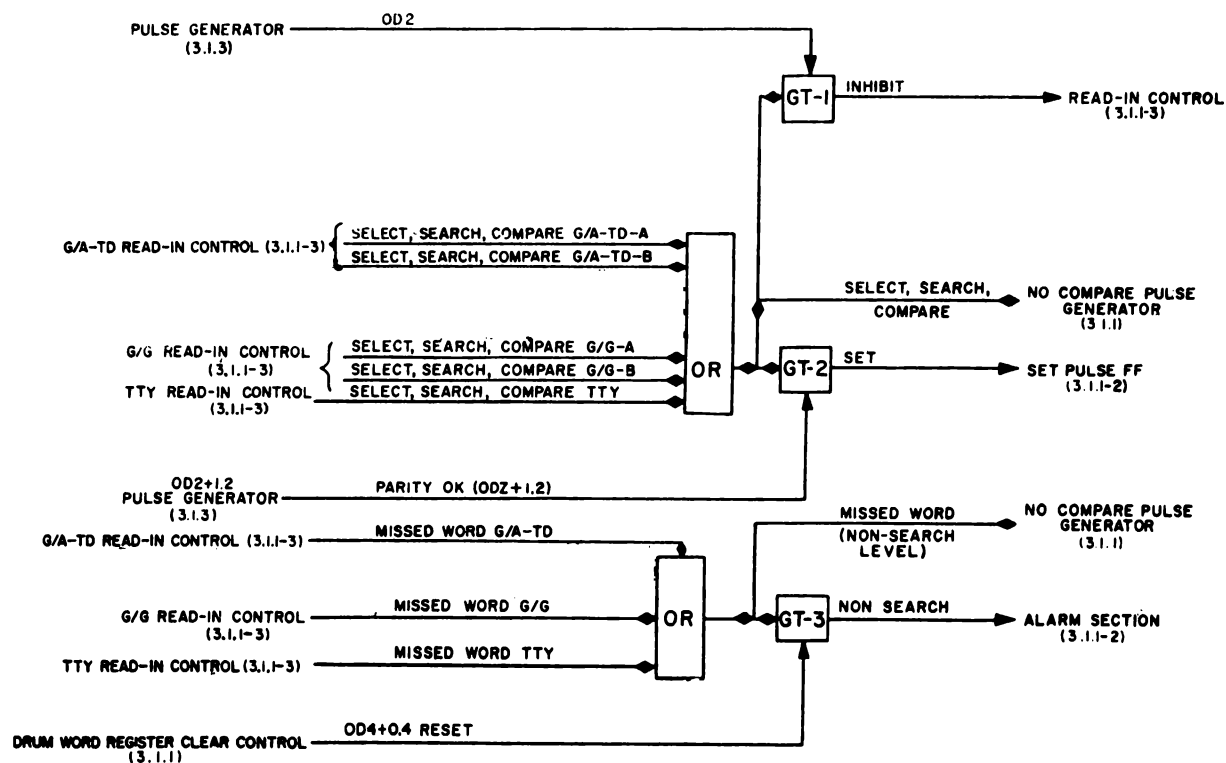 OD2
PULSE GENERATOR
(3.1.3)
GT-1
INHIBIT
READ-IN CONTROL
(3.1.1-3)
G/A-TD READ-IN CONTROL (3.1.1-3)
SELECT, SEARCH, COMPARE G/A-TD-A
SELECT, SEARCH, COMPARE G/A-TD-B
SELECT, SEARCH,
COMPARE
NO COMPARE PULSE
GENERATOR
(3.1.1)
G/G READ-IN CONTROL
(3.1.1-3)
SELECT, SEARCH, COMPARE G/G-A
SELECT, SEARCH, COMPARE G/G-B
TTY READ-IN CONTROL
(3.1.1-3)
SELECT, SEARCH, COMPARE TTY
OR
GT-2
SET
SET PULSE FF
(3.1.1-2)
OD2+1.2
PULSE GENERATOR
(3.1.3)
PARITY OK (ODZ+1.2)
G/A-TD READ-IN CONTROL (3.1.1-3)
MISSED WORD G/A-TD
MISSED WORD
(NON-SEARCH
LEVEL)
NO COMPARE PULSE
GENERATOR
(3.1.1)
G/G READ-IN CONTROL
(3.1.1-3)
MISSED WORD G/G
OR
GT-3
NON SEARCH
ALARM SECTION
(3.1.1-2)
TTY READ-IN CONTROL (3.1.1-3)
MISSED WORD TTY
DRUM WORD REGISTER CLEAR CONTROL
(3.1.1)
OD4+0.4 RESET